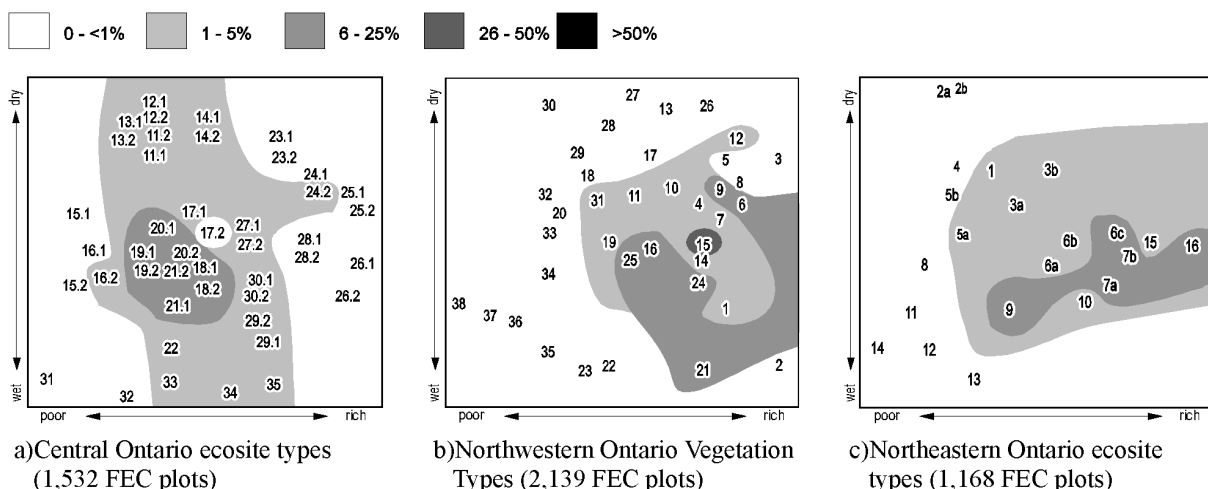 0 - <1% 1 - 5% 6 - 25% 26 - 50% >50%
dry
wet
12.1
13.1 12.2 14.1
13.2 11.2 14.2 23.1
11.1 23.2
24.1
24.2 25.1
15.1 17.1 25.2
20.1 17.2 27.1
16.1 19.1 20.2 27.2 28.1
19.2 21.2 18.1 28.2 26.1
15.2 16.2 18.2 30.1
21.1 30.2 26.2
29.2
22 29.1
31 33 35
32 34
poor rich
a)Central Ontario ecosite types
(1,532 FEC plots)
dry
wet
27
30 13 26
28
12
29 17 5 3
18 10 9 8
32 31 11 4 6
20 7
33 19 16 15
25 14
34 24
38 1
37 36
35
23 22 21 2
poor rich
b)Northwestern Ontario Vegetation
Types (2,139 FEC plots)
dry
wet
2a 2b
4 1 3b
5b 3a
5a 6b 6c 15 16
8 6a 7b
7a
11 9 10
14 12
13
poor rich
c)Northeastern Ontario ecosite
types (1,168 FEC plots)